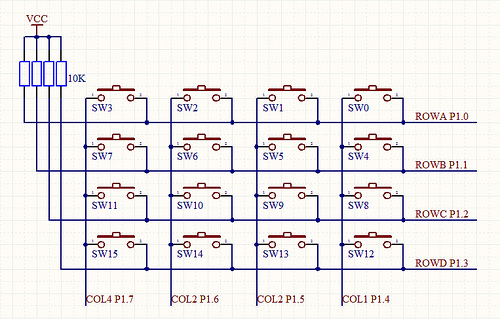 VCC
10K
SW3 SW2 SW1 SW0
ROWA P1.0
SW7 SW6 SW5 SW4
ROWB P1.1
SW11 SW10 SW9 SW8
ROWC P1.2
SW15 SW14 SW13 SW12
ROWD P1.3
COL4 P1.7 COL2 P1.6 COL2 P1.5 COL1 P1.4